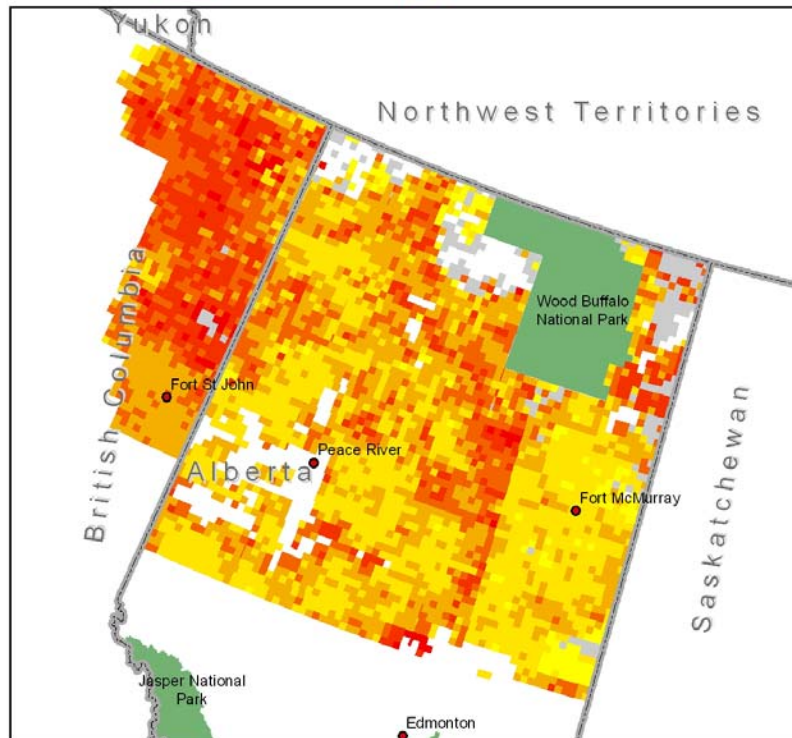 Yukon
Northwest Territories
Wood Buffalo
National Park
British Columbia
Fort St John
Peace River
Alberta
Fort McMurray
Saskatchewan
Jasper National
Park
Edmonton